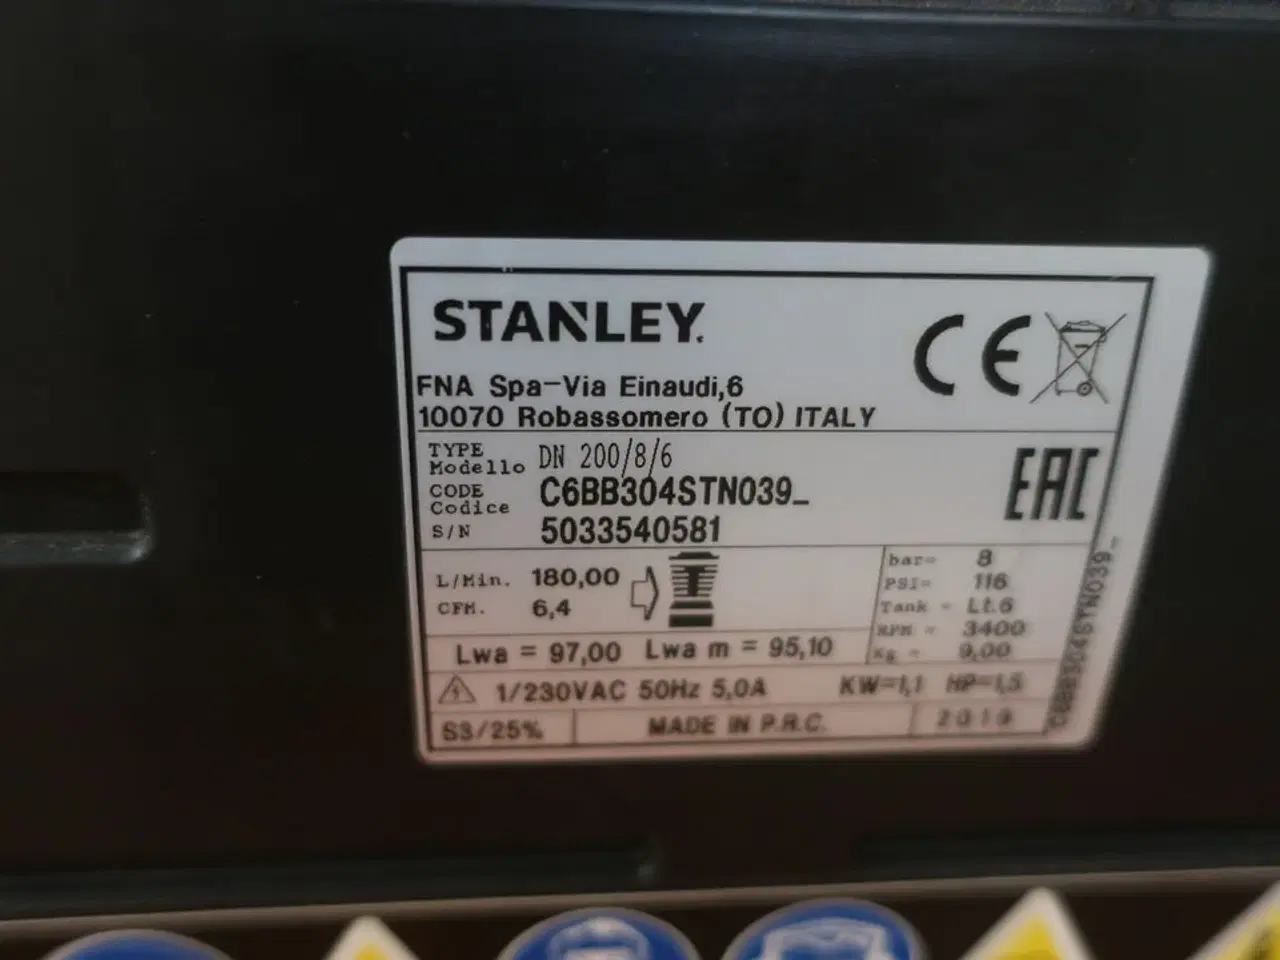 STANLEY.
CE
FNA Spa-Via Einaudi,6
10070 Robassomero (TO) ITALY
TYPE
Modello
DN 200/8/6
CODE
Codice
C6BB304STN039_
S/N
5033540581
EAC
L/Min. 180,00
CFM. 6,4
bar= 8
PSI= 116
Tank = Lt.6
RPM = 3400
Kg = 9,00
Lwa = 97,00 Lwa m = 95,10
1/230VAC 50Hz 5,0A KW=1,1 HP=1,5
S3/25% MADE IN P.R.C. 2019
C6BB304STN039_